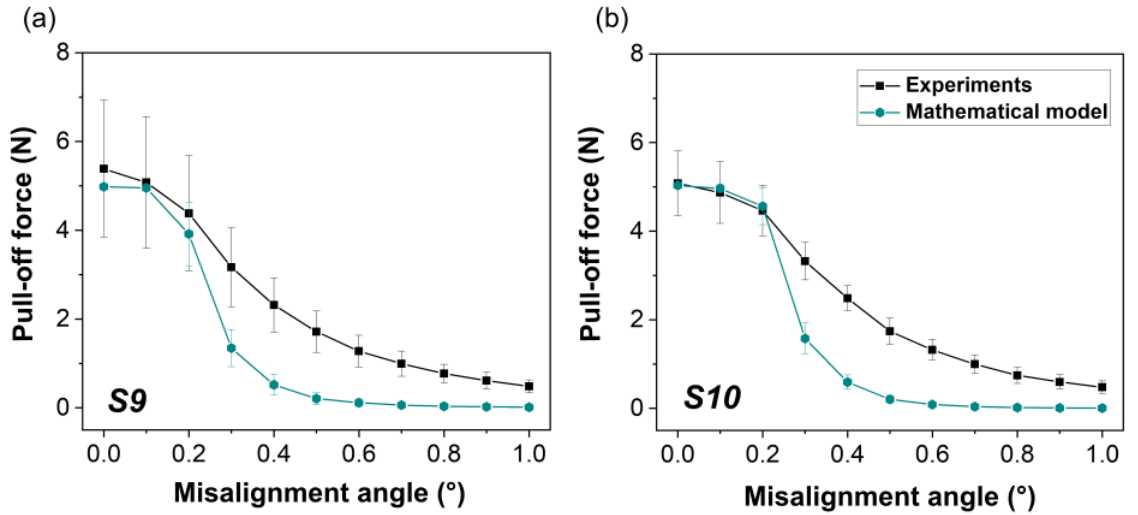 (a)
Pull-off force (N)
8
6
4
2
0
S9
0.0 0.2 0.4 0.6 0.8 1.0
Misalignment angle (°)
(b)
Pull-off force (N)
8
6
4
2
0
Experiments
Mathematical model
S10
0.0 0.2 0.4 0.6 0.8 1.0
Misalignment angle (°)